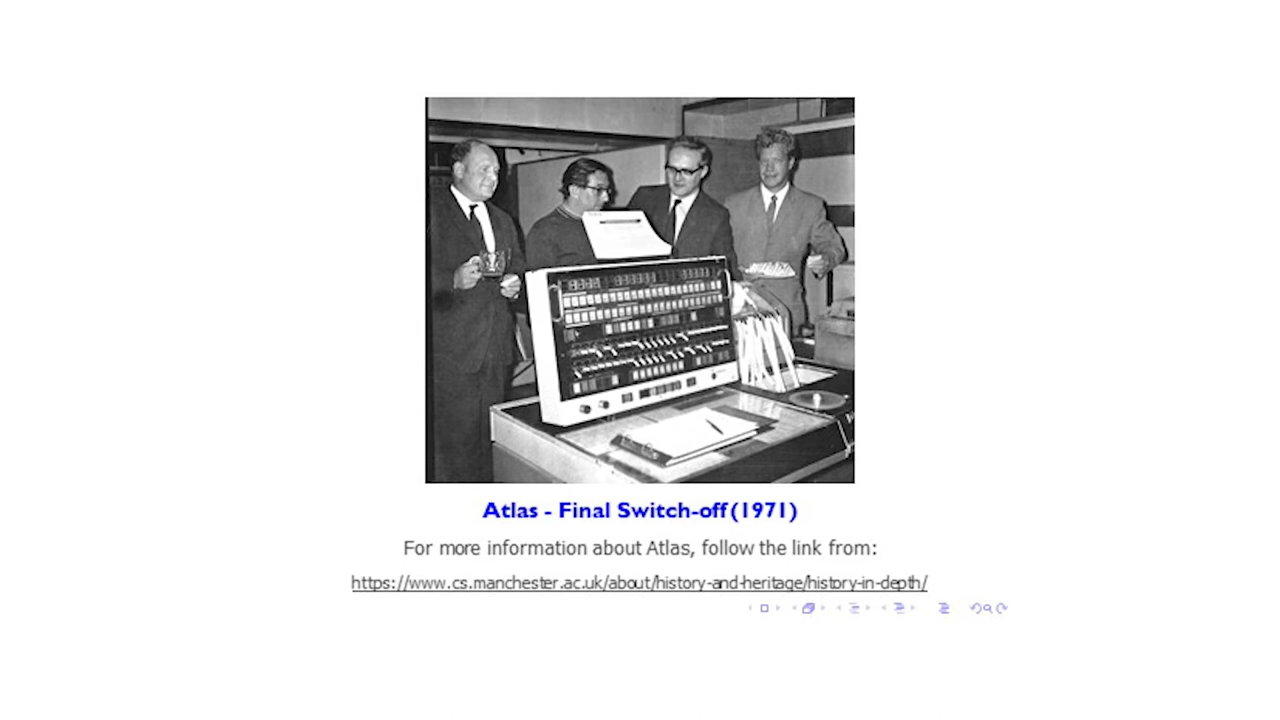 Atlas - Final Switch-off (1971)
For more information about Atlas, follow the link from:
https://www.cs.manchester.ac.uk/about/history-and-heritage/history-in-depth/